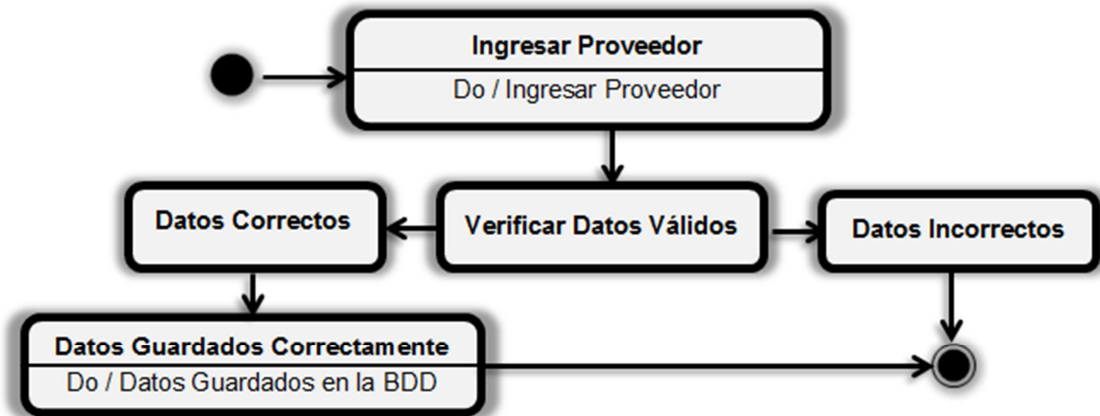 Ingresar Proveedor
Do / Ingresar Proveedor
Datos Correctos
Verificar Datos Válidos
Datos Incorrectos
Datos Guardados Correctamente
Do / Datos Guardados en la BDD